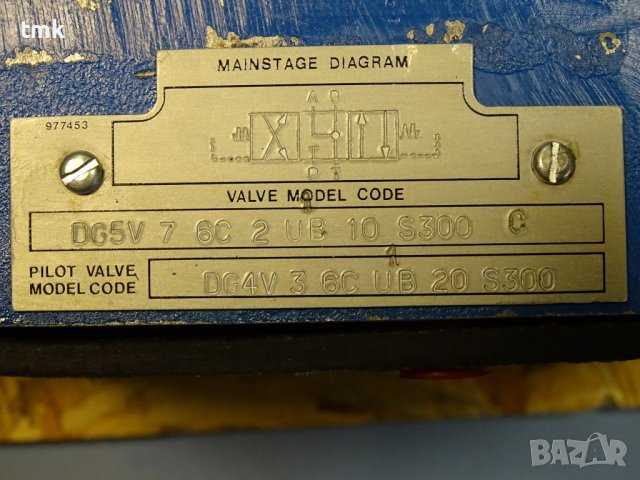 tmk
MAINSTAGE DIAGRAM
977453
A B
P T
VALVE MODEL CODE
DG5V 7 6C 2 UB 10 S300 C
PILOT VALVE
MODEL CODE
DG4V 3 6C UB 20 S300
BAZAR